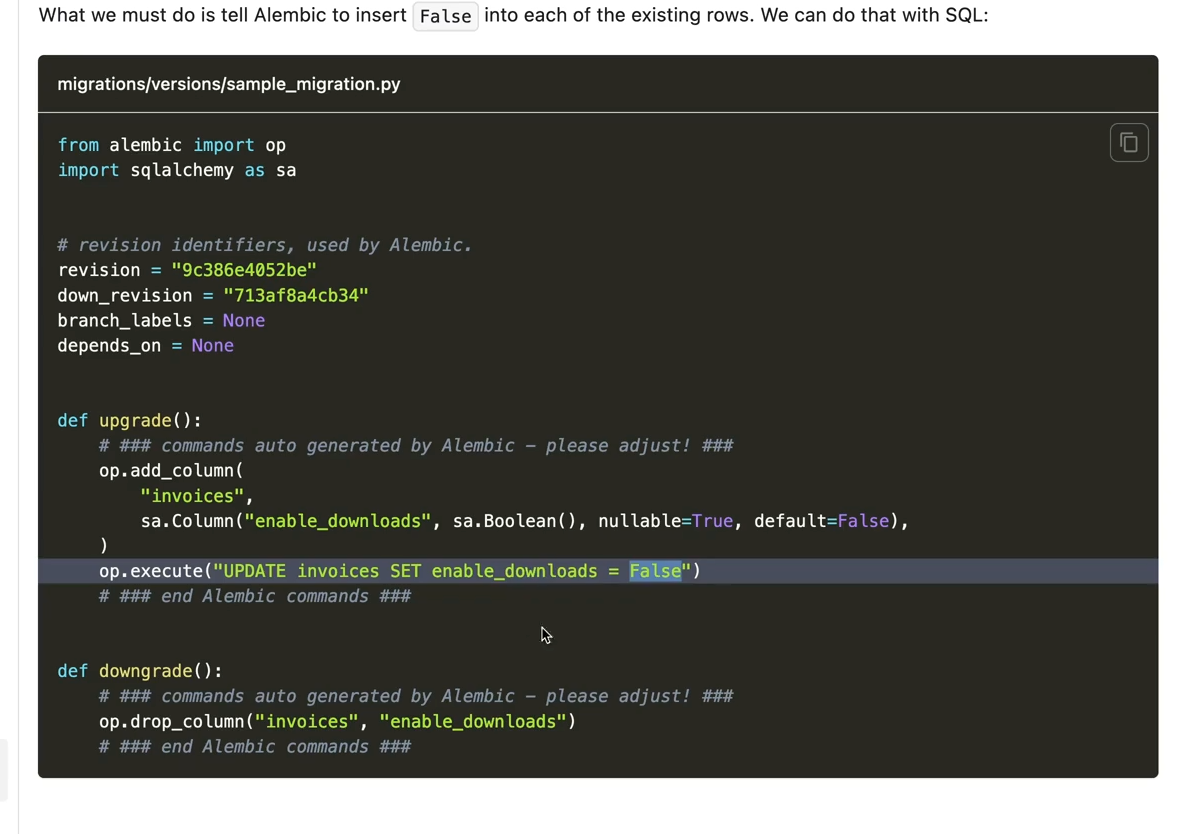 What we must do is tell Alembic to insert False into each of the existing rows. We can do that with SQL:
migrations/versions/sample_migration.py
from alembic import op
import sqlalchemy as sa
# revision identifiers, used by Alembic.
revision = "9c386e4052be"
down_revision = "713af8a4cb34"
branch_labels = None
depends_on = None
def upgrade():
    # ### commands auto generated by Alembic – please adjust! ###
    op.add_column(
        "invoices",
        sa.Column("enable_downloads", sa.Boolean(), nullable=True, default=False),
    )
    op.execute("UPDATE invoices SET enable_downloads = False")
    # ### end Alembic commands ###
def downgrade():
    # ### commands auto generated by Alembic – please adjust! ###
    op.drop_column("invoices", "enable_downloads")
    # ### end Alembic commands ###